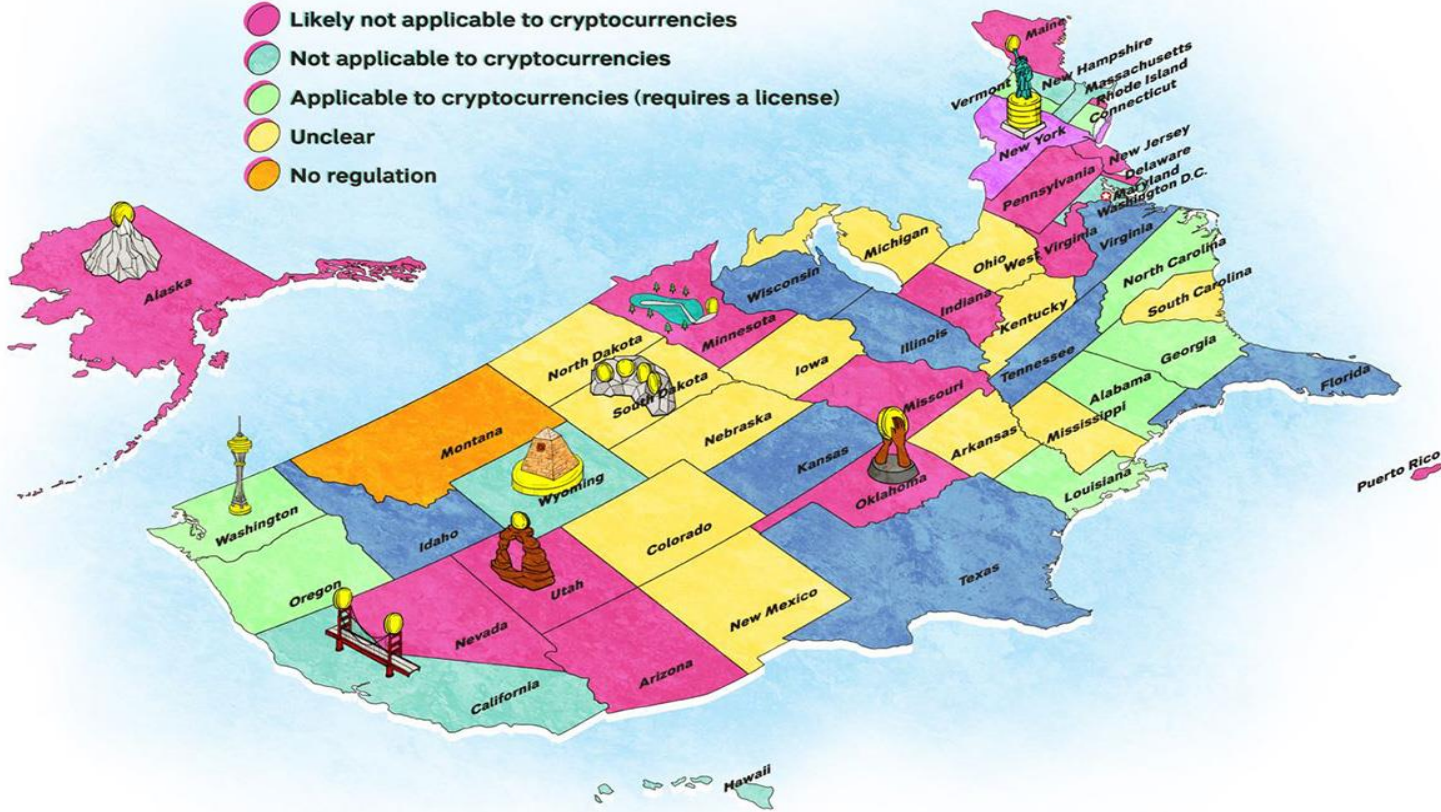 Likely not applicable to cryptocurrencies
Not applicable to cryptocurrencies
Applicable to cryptocurrencies (requires a license)
Unclear
No regulation
Maine
New Hampshire
Vermont
Massachusetts
Rhode Island
Connecticut
New York
New Jersey
Pennsylvania
Delaware
Maryland
Washington D.C.
Michigan
Ohio
West Virginia
Virginia
North Carolina
South Carolina
Alaska
Wisconsin
Indiana
Kentucky
Minnesota
Illinois
Tennessee
Georgia
North Dakota
Iowa
Florida
South Dakota
Missouri
Alabama
Nebraska
Mississippi
Montana
Kansas
Arkansas
Puerto Rico
Wyoming
Oklahoma
Louisiana
Washington
Idaho
Colorado
Texas
Oregon
Utah
New Mexico
Nevada
Arizona
California
Hawaii